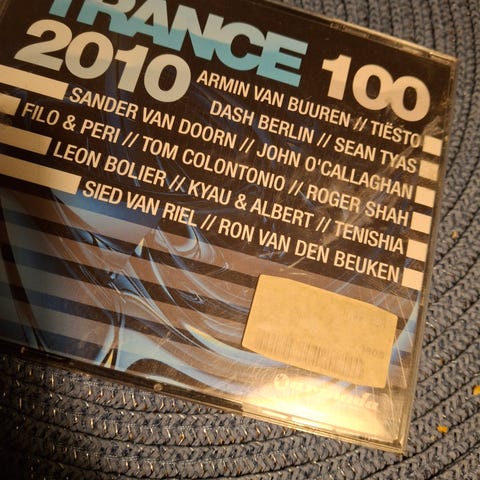 TRANCE 100
2010
ARMIN VAN BUUREN // TIËSTO
DASH BERLIN // SEAN TYAS
SANDER VAN DOORN // JOHN O'CALLAGHAN
FILO & PERI // TOM COLONTONIO // ROGER SHAH
LEON BOLIER // KYAU & ALBERT // TENISHIA
SIED VAN RIEL // RON VAN DEN BEUKEN